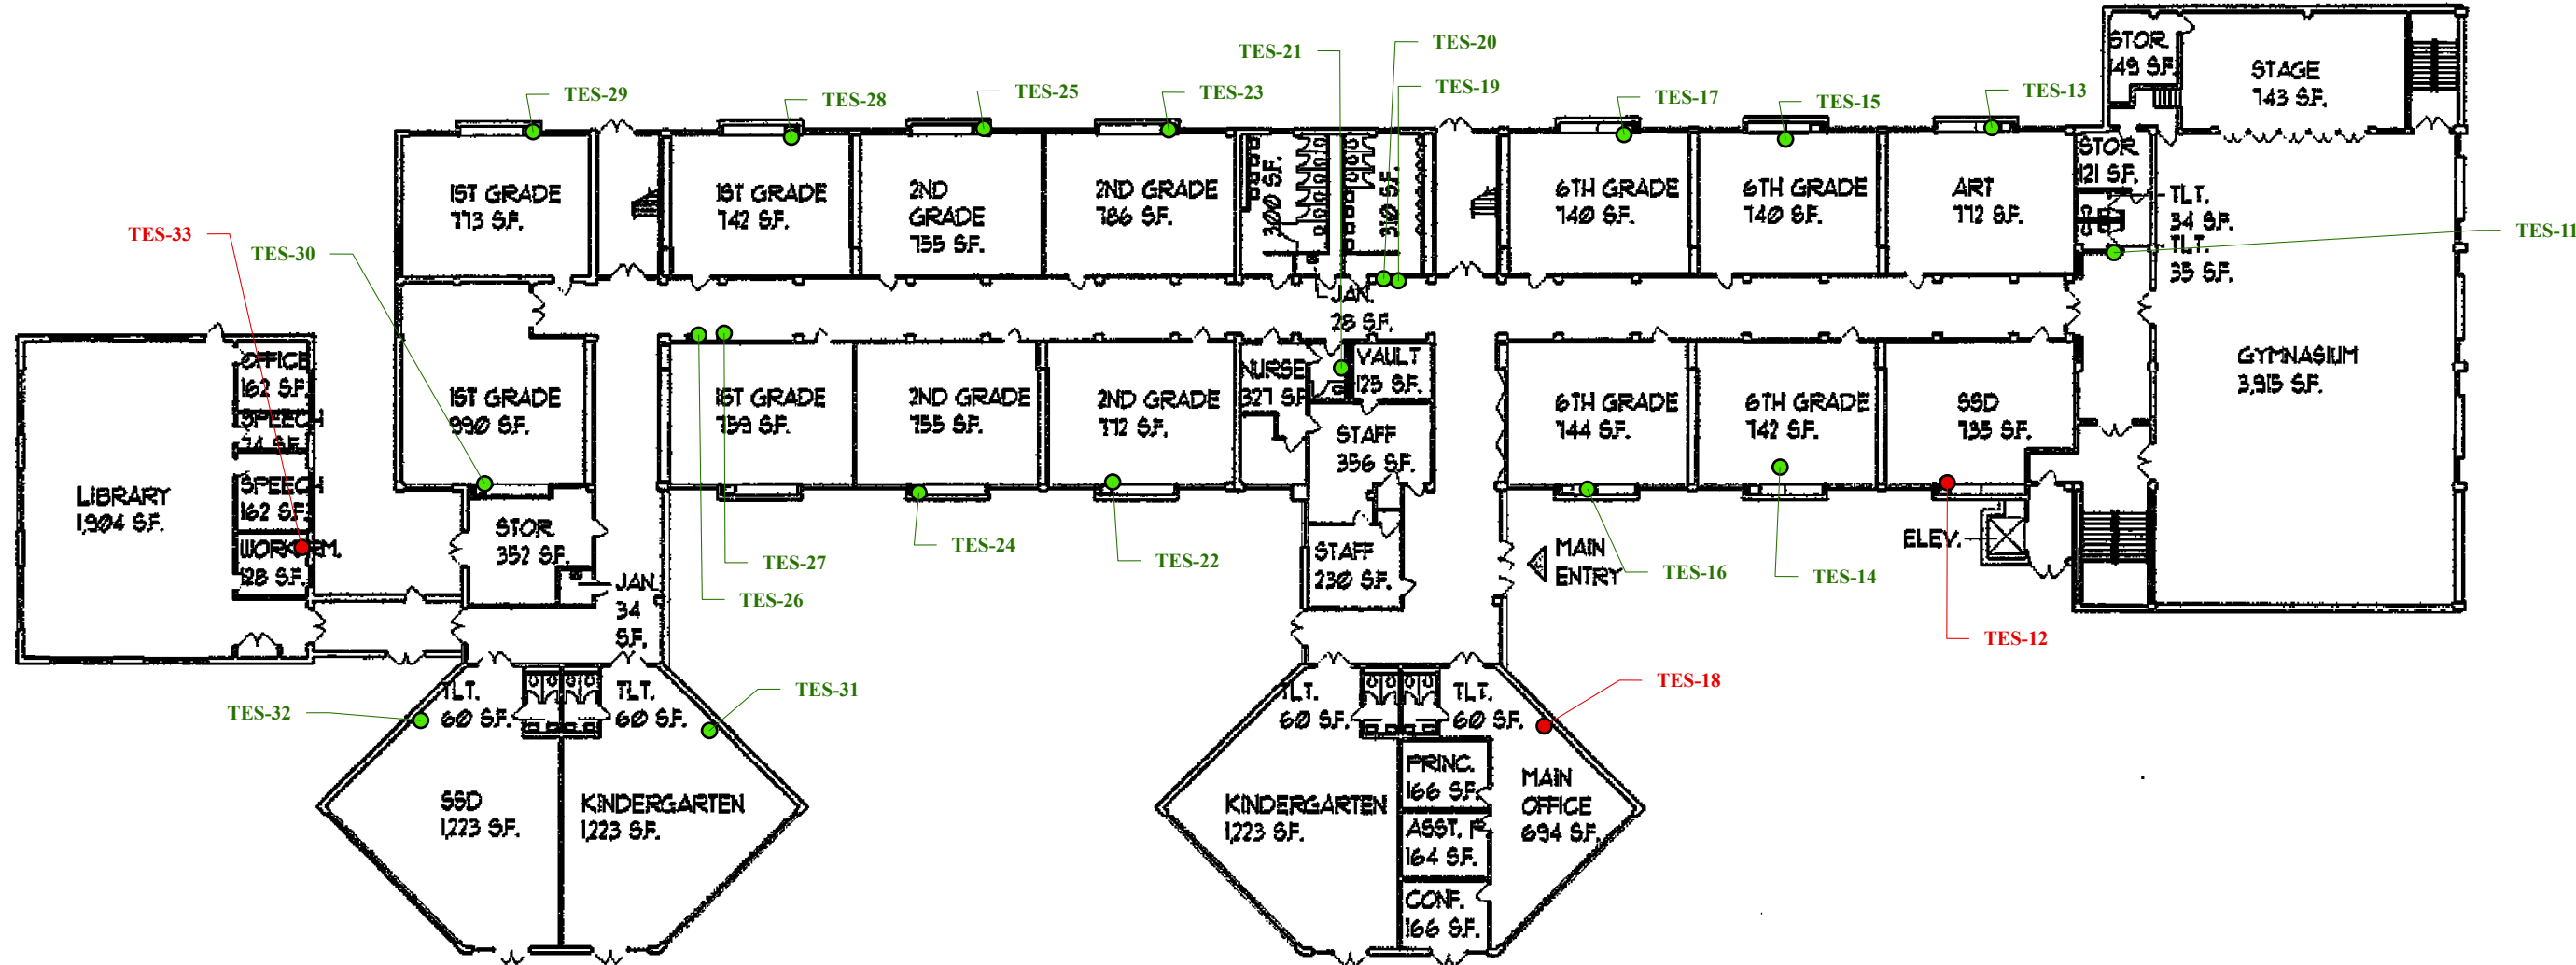 TES-21
TES-20
TES-19
TES-29
TES-28
TES-25
TES-23
TES-17
TES-15
TES-13
STOR.
149 S.F.
STAGE
743 S.F.
1ST GRADE
773 S.F.
1ST GRADE
742 S.F.
2ND
GRADE
755 S.F.
2ND GRADE
786 S.F.
300 S.F.
310 S.F.
6TH GRADE
740 S.F.
6TH GRADE
740 S.F.
ART
772 S.F.
STOR.
121 S.F.
TLT.
34 S.F.
TLT.
35 S.F.
TES-11
TES-33
TES-30
JAN.
28 S.F.
OFFICE
162 S.F.
SPEECH
74 S.F.
SPEECH
162 S.F.
WORK RM.
128 S.F.
LIBRARY
1,904 S.F.
1ST GRADE
990 S.F.
1ST GRADE
759 S.F.
2ND GRADE
755 S.F.
2ND GRADE
772 S.F.
NURSE
327 S.F.
VAULT
125 S.F.
STAFF
356 S.F.
6TH GRADE
744 S.F.
6TH GRADE
742 S.F.
SSD
735 S.F.
GYMNASIUM
3,915 S.F.
STOR.
352 S.F.
TES-24
TES-22
TES-27
TES-26
STAFF
230 S.F.
MAIN
ENTRY
TES-16
TES-14
ELEV.
TES-12
JAN.
34
S.F.
TES-32
TLT.
60 S.F.
TLT.
60 S.F.
TES-31
TLT.
60 S.F.
TLT.
60 S.F.
TES-18
SSD
1,223 S.F.
KINDERGARTEN
1,223 S.F.
KINDERGARTEN
1,223 S.F.
PRINC.
166 S.F.
ASST. P.
164 S.F.
CONF.
166 S.F.
MAIN
OFFICE
694 S.F.